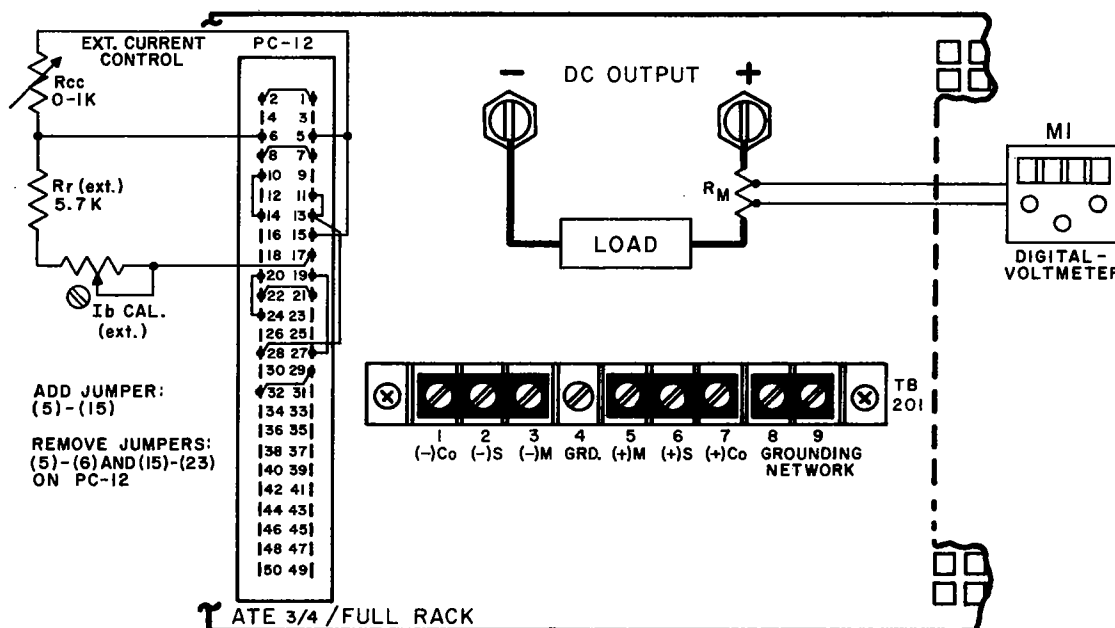 EXT. CURRENT
CONTROL
Rcc
0-1K
Rr (ext.)
5.7 K
Ib CAL.
(ext.)
ADD JUMPER:
(5)-(15)
REMOVE JUMPERS:
(5)-(6) AND (15)-(23)
ON PC-12
PC-12
2 1
4 3
6 5
8 7
10 9
12 11
14 13
16 15
18 17
20 19
22 21
24 23
26 25
28 27
30 29
32 31
34 33
36 35
38 37
40 39
42 41
44 43
46 45
48 47
50 49
ATE 3/4 / FULL RACK
- DC OUTPUT +
RM
LOAD
M1
DIGITAL-
VOLTMETER
TB
201
1 2 3 4 5 6 7 8 9
(-)Co (-)S (-)M GRD. (+)M (+)S (+)Co GROUNDING
NETWORK